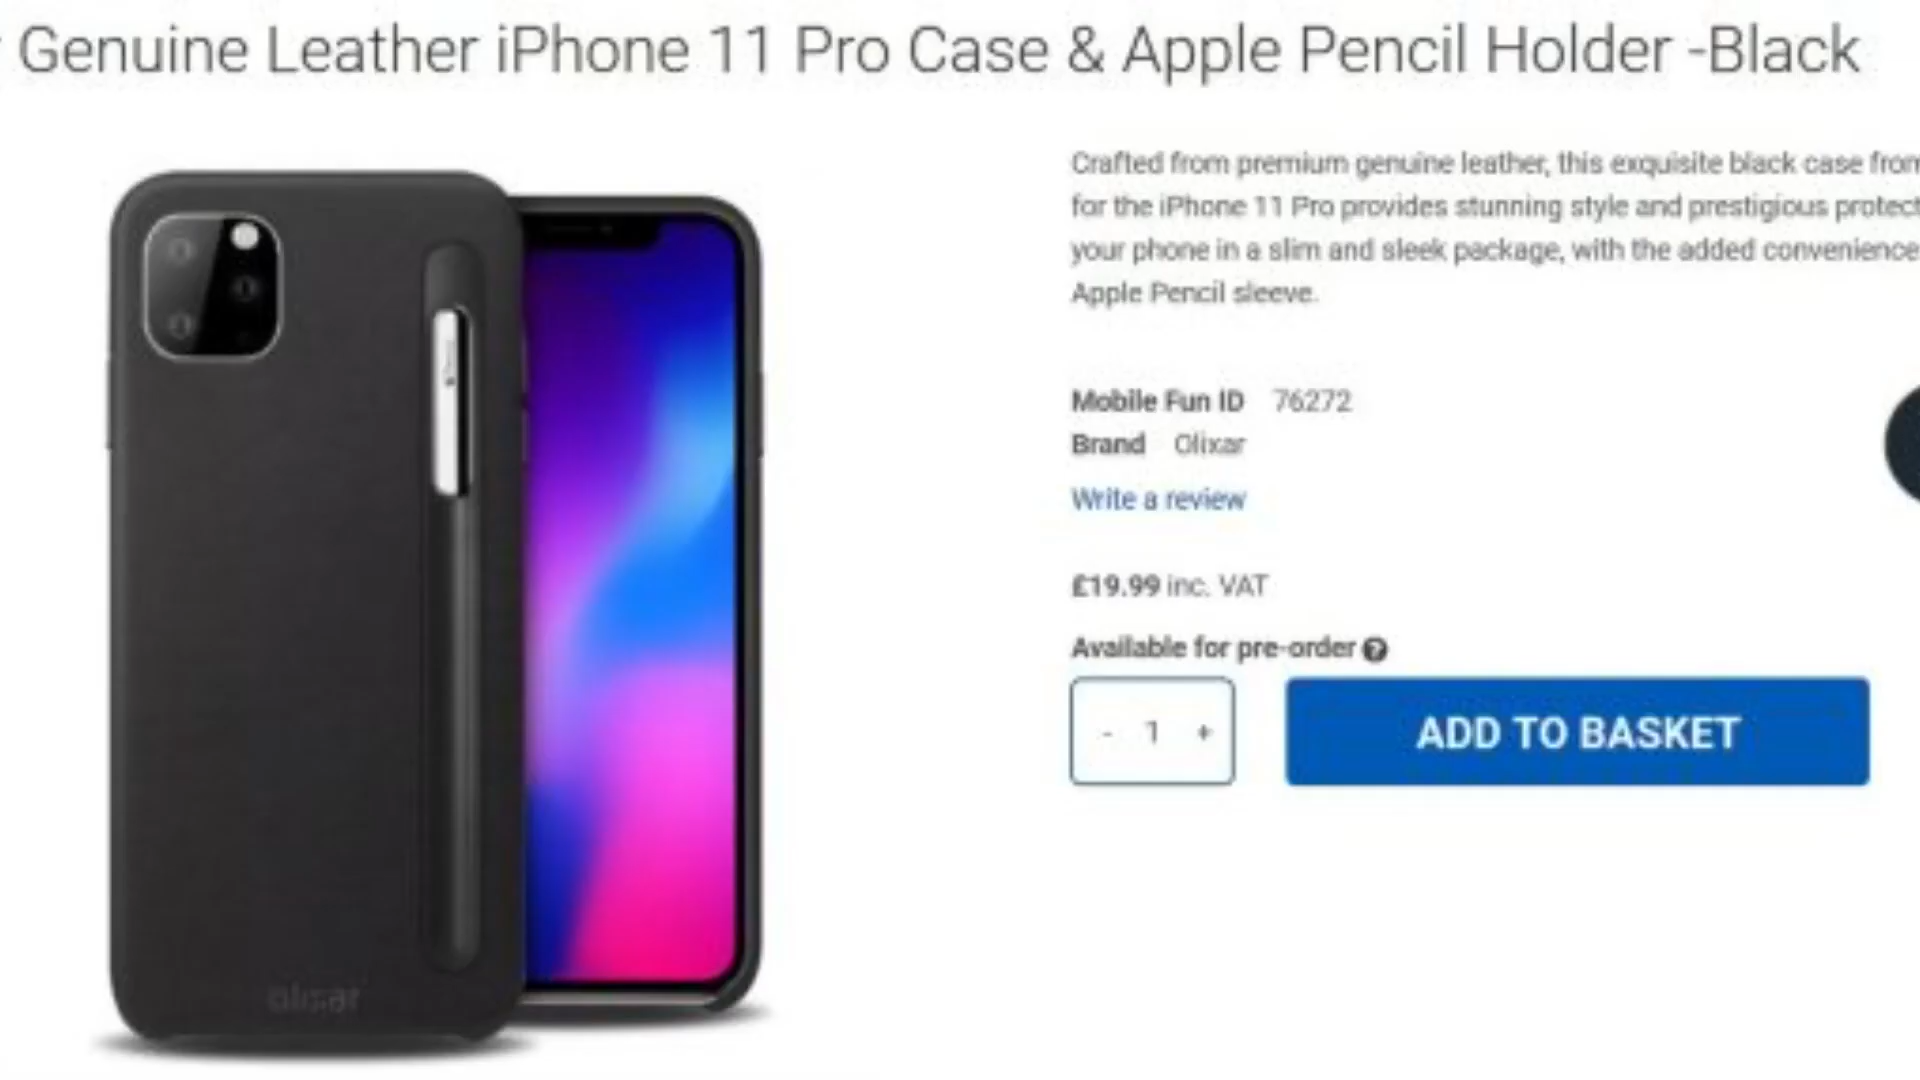 Genuine Leather iPhone 11 Pro Case & Apple Pencil Holder -Black
Crafted from premium genuine leather, this exquisite black case from
for the iPhone 11 Pro provides stunning style and prestigious protect
your phone in a slim and sleek package, with the added convenience
Apple Pencil sleeve.
Mobile Fun ID 76272
Brand Olixar
Write a review
£19.99 inc. VAT
Available for pre-order ?
- 1 +
ADD TO BASKET
olixar